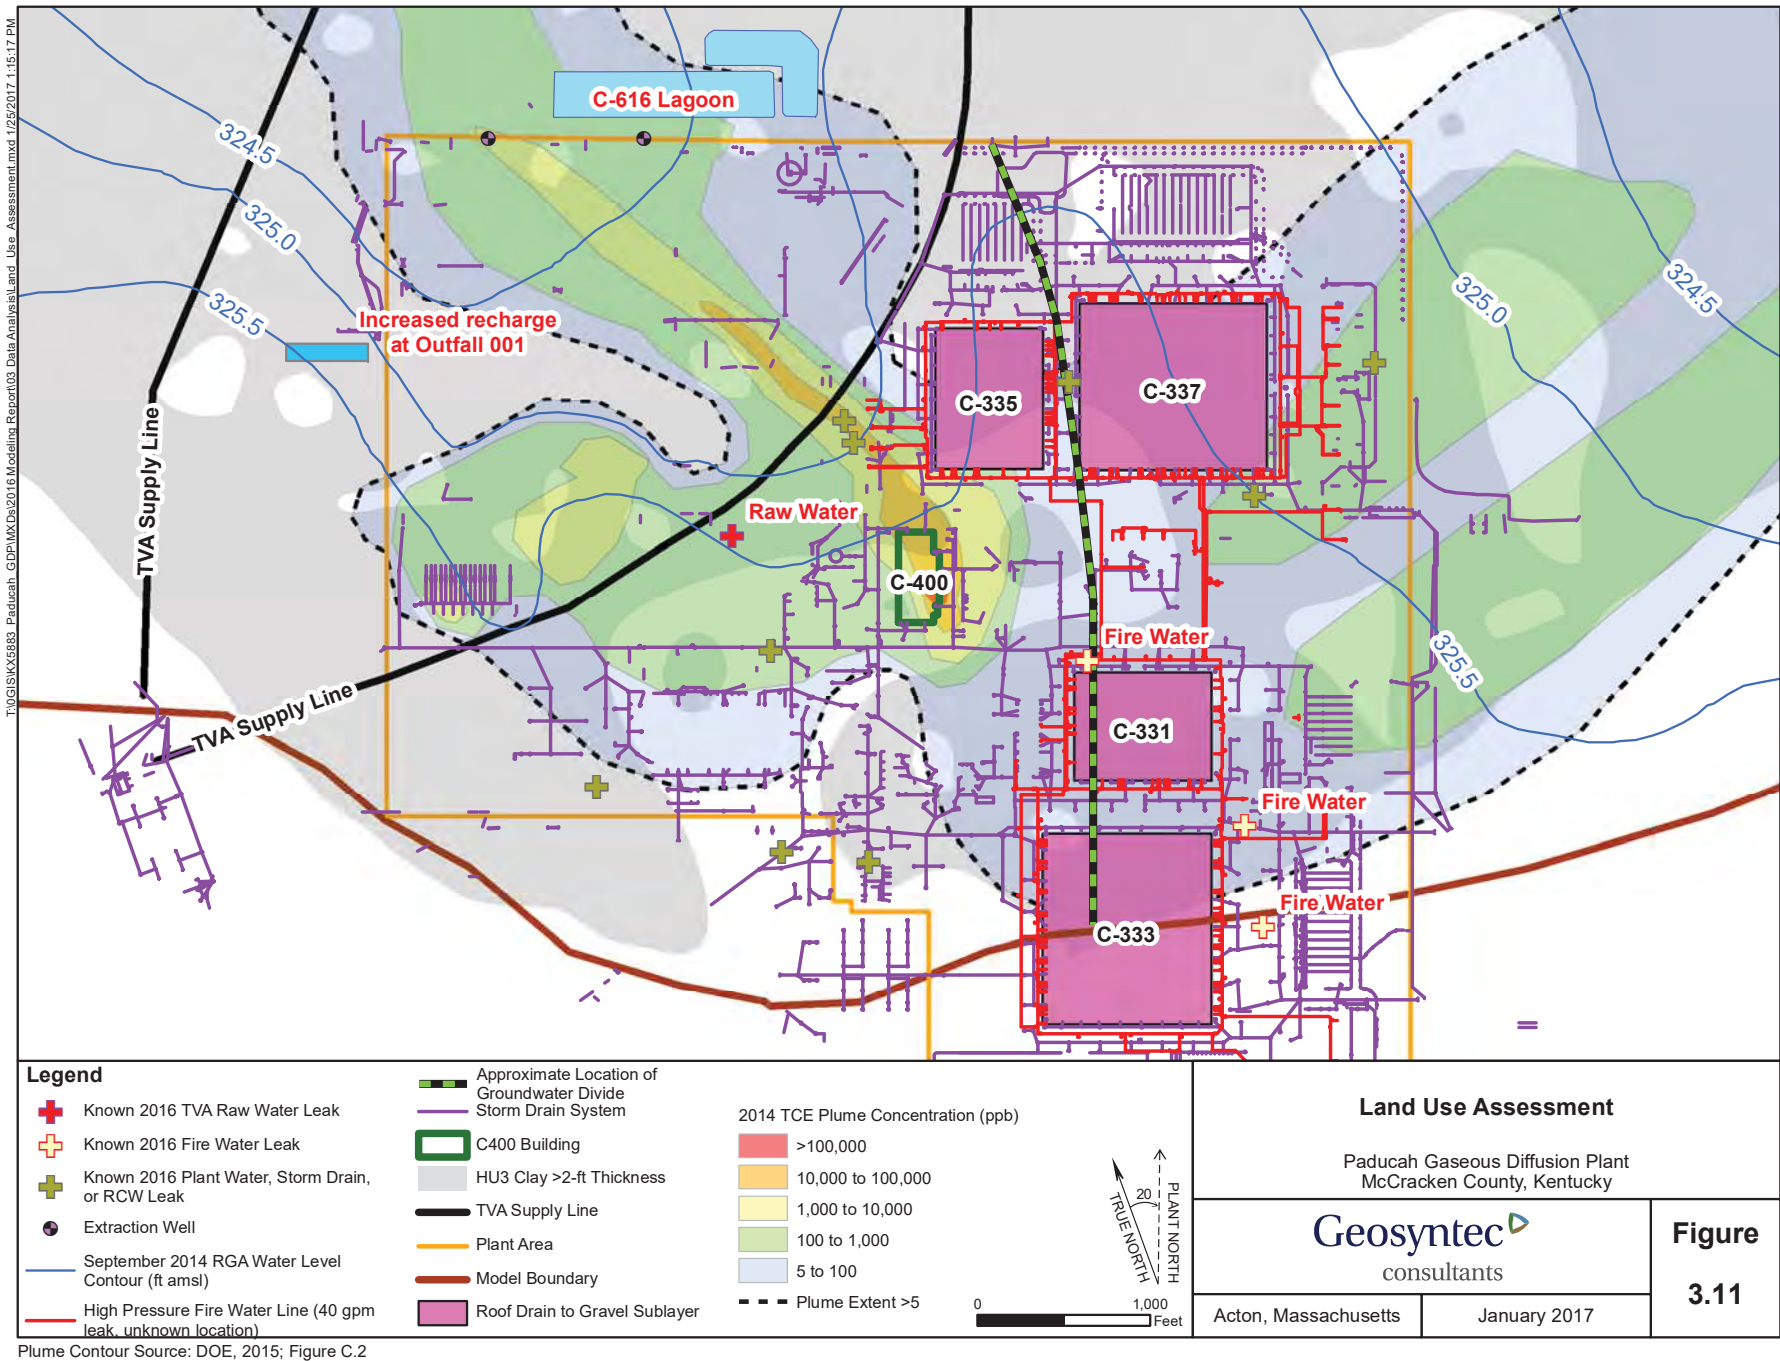 T:\0GIS\KX5883_Paducah_GDP\MXDs\2016 Modeling Report\03_Data Analysis\Land_Use_Assessment.mxd 1/25/2017 1:15:17 PM
C-616 Lagoon
324.5
325.0
325.5
Increased recharge
at Outfall 001
TVA Supply Line
TVA Supply Line
Raw Water
C-335
C-337
325.0
324.5
C-400
Fire Water
325.5
C-331
Fire Water
Fire Water
C-333
Legend
Known 2016 TVA Raw Water Leak
Known 2016 Fire Water Leak
Known 2016 Plant Water, Storm Drain,
or RCW Leak
Extraction Well
September 2014 RGA Water Level
Contour (ft amsl)
High Pressure Fire Water Line (40 gpm
leak, unknown location)
Approximate Location of
Groundwater Divide
Storm Drain System
C400 Building
HU3 Clay >2-ft Thickness
TVA Supply Line
Plant Area
Model Boundary
Roof Drain to Gravel Sublayer
2014 TCE Plume Concentration (ppb)
>100,000
10,000 to 100,000
1,000 to 10,000
100 to 1,000
5 to 100
Plume Extent >5
20
TRUE NORTH
PLANT NORTH
0
1,000
Feet
Land Use Assessment
Paducah Gaseous Diffusion Plant
McCracken County, Kentucky
Geosyntec
consultants
Figure
3.11
Acton, Massachusetts
January 2017
Plume Contour Source: DOE, 2015; Figure C.2